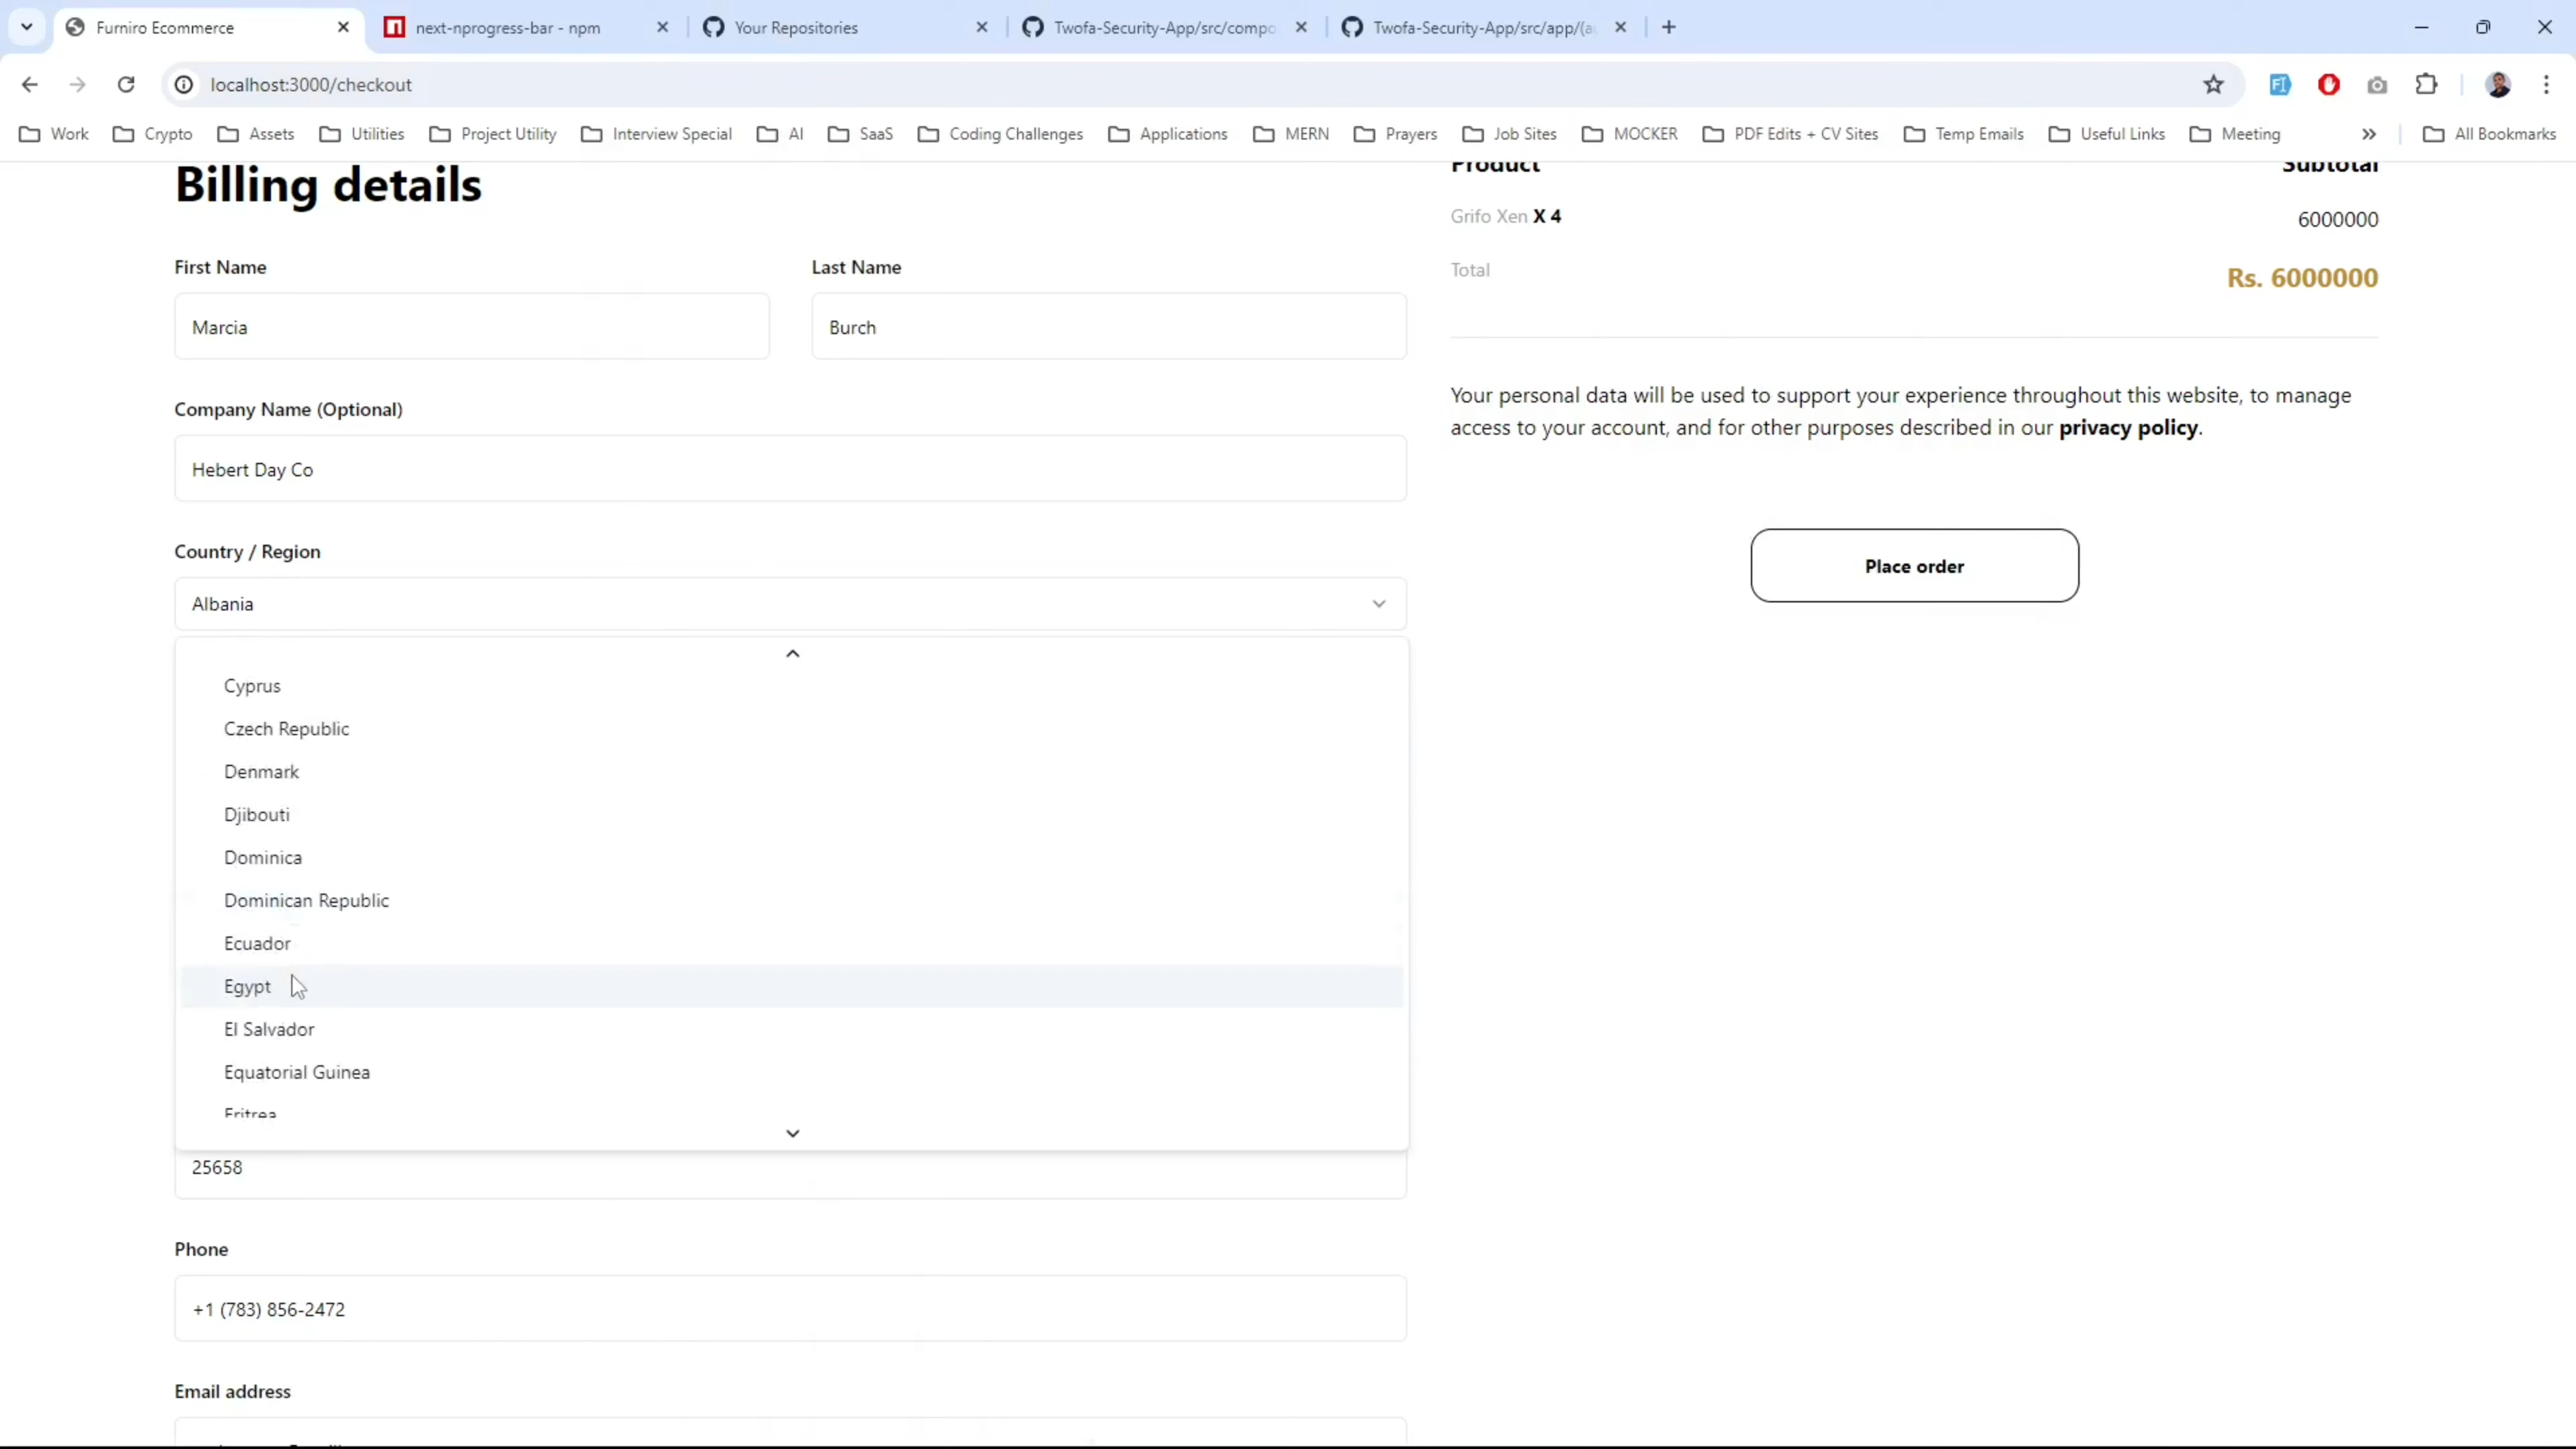 Furniro Ecommerce
next-nprogress-bar - npm
Your Repositories
Twofa-Security-App/src/compo
Twofa-Security-App/src/app/(a
localhost:3000/checkout
Work
Crypto
Assets
Utilities
Project Utility
Interview Special
AI
SaaS
Coding Challenges
Applications
MERN
Prayers
Job Sites
MOCKER
PDF Edits + CV Sites
Temp Emails
Useful Links
Meeting
All Bookmarks
Billing details
First Name
Last Name
Marcia
Burch
Company Name (Optional)
Hebert Day Co
Country / Region
Albania
Cyprus
Czech Republic
Denmark
Djibouti
Dominica
Dominican Republic
Ecuador
Egypt
El Salvador
Equatorial Guinea
Eritrea
25658
Phone
+1 (783) 856-2472
Email address
Product Subtotal
Grifo Xen X 4 6000000
Total Rs. 6000000
Your personal data will be used to support your experience throughout this website, to manage
access to your account, and for other purposes described in our privacy policy.
Place order